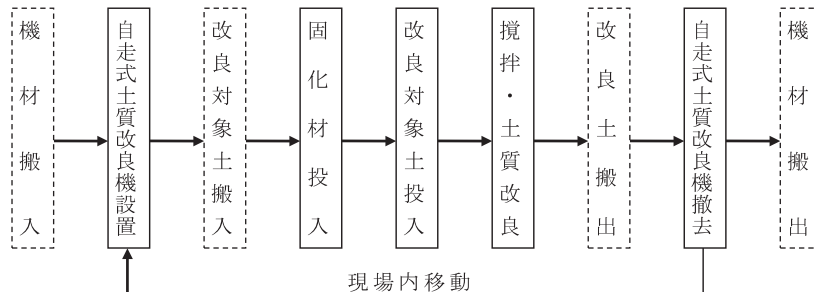 機材搬入
自走式土質改良機設置
改良対象土搬入
固化材投入
改良対象土投入
撹拌・土質改良
改良土搬出
自走式土質改良機撤去
機材搬出
現場内移動